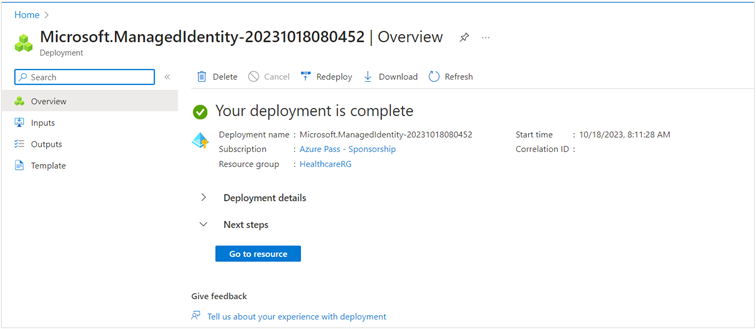 Home >
Microsoft.ManagedIdentity-20231018080452 | Overview ...
Deployment
Search «
Delete Cancel Redeploy Download Refresh
Overview
Inputs
Outputs
Template
Your deployment is complete
Deployment name : Microsoft.ManagedIdentity-20231018080452
Subscription : Azure Pass - Sponsorship
Resource group : HealthcareRG
Start time : 10/18/2023, 8:11:28 AM
Correlation ID :
Deployment details
Next steps
Go to resource
Give feedback
Tell us about your experience with deployment